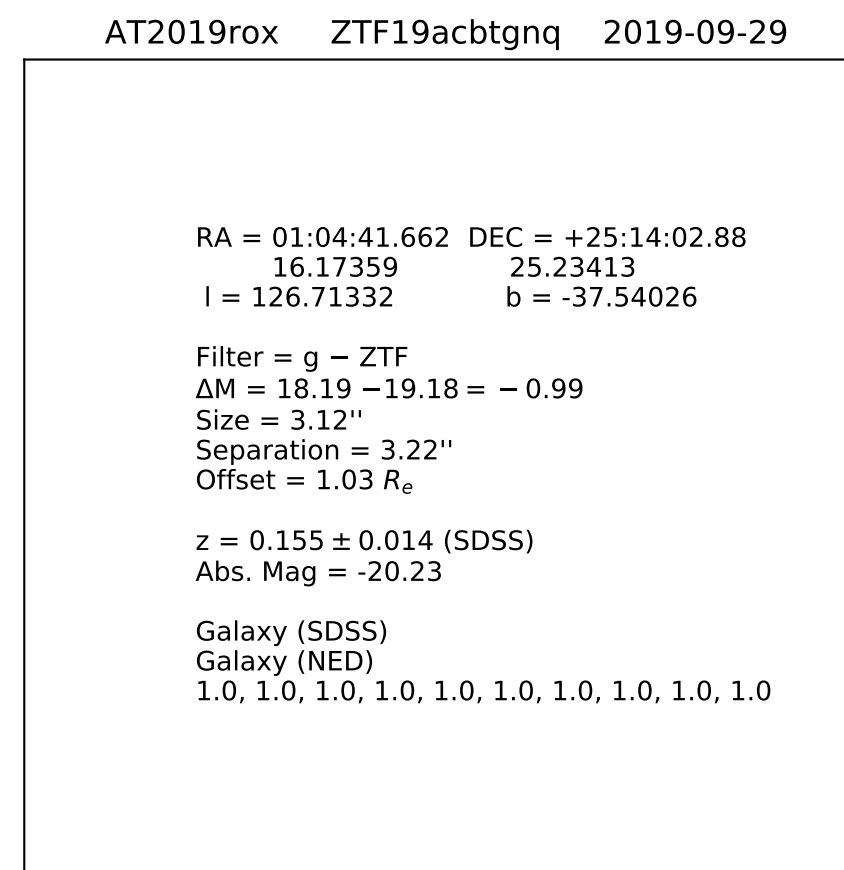 AT2019rox ZTF19acbtgnq 2019-09-29
RA = 01:04:41.662 DEC = +25:14:02.88
16.17359 25.23413
l = 126.71332 b = -37.54026
Filter = g − ZTF
ΔM = 18.19 −19.18 = − 0.99
Size = 3.12''
Separation = 3.22''
Offset = 1.03 Rₑ
z = 0.155 ± 0.014 (SDSS)
Abs. Mag = -20.23
Galaxy (SDSS)
Galaxy (NED)
1.0, 1.0, 1.0, 1.0, 1.0, 1.0, 1.0, 1.0, 1.0, 1.0